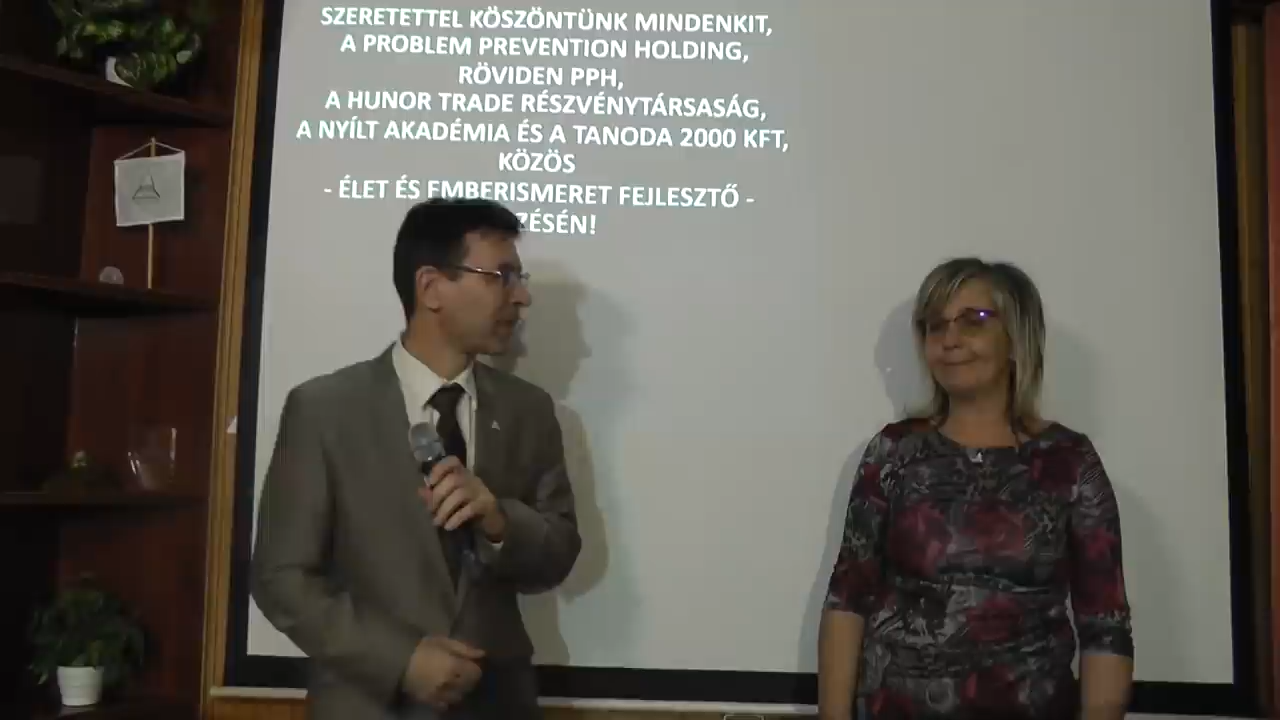 SZERETETTEL KÖSZÖNTÜNK MINDENKIT,
A PROBLEM PREVENTION HOLDING,
RÖVIDEN PPH,
A HUNOR TRADE RÉSZVÉNYTÁRSASÁG,
A NYÍLT AKADÉMIA ÉS A TANODA 2000 KFT,
KÖZÖS
- ÉLET ÉS EMBERISMERET FEJLESZTŐ -
ZÉSÉN!